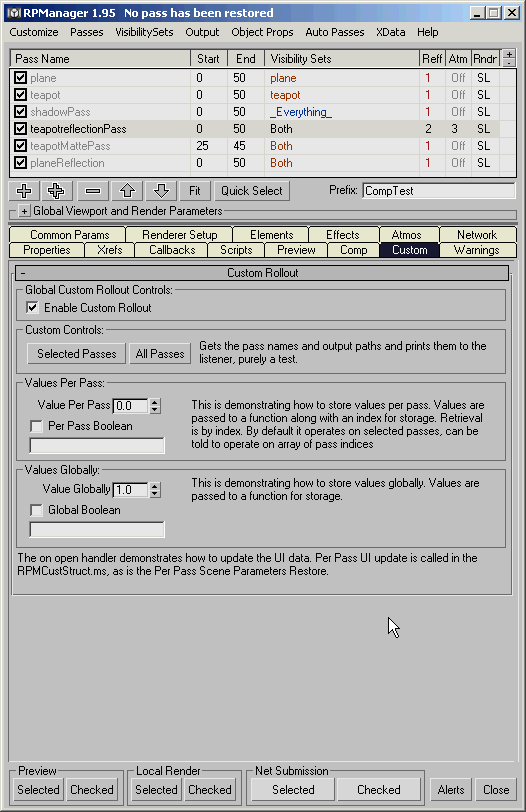 RPManager 1.95 No pass has been restored
Customize Passes VisibilitySets Output Object Props Auto Passes XData Help
Pass Name Start End Visibility Sets Reff Atm Rndr
plane 0 50 plane 1 Off SL
teapot 0 50 teapot 1 Off SL
shadowPass 0 50 _Everything_ 1 Off SL
teapotreflectionPass 0 50 Both 2 3 SL
teapotMattePass 25 45 Both 1 Off SL
planeReflection 0 50 Both 1 Off SL
Fit Quick Select Prefix: CompTest
+ Global Viewport and Render Parameters
Common Params Renderer Setup Elements Effects Atmos Network
Properties Xrefs Callbacks Scripts Preview Comp Custom Warnings
- Custom Rollout
Global Custom Rollout Controls:
Enable Custom Rollout
Custom Controls:
Selected Passes All Passes
Gets the pass names and output paths and prints them to the
listener, purely a test.
Values Per Pass:
Value Per Pass 0.0
Per Pass Boolean
This is demonstrating how to store values per pass. Values are
passed to a function along with an index for storage. Retrieval
is by index. By default it operates on selected passes, can be
told to operate on array of pass indices
Values Globally:
Value Globally 1.0
Global Boolean
This is demonstrating how to store values globally. Values are
passed to a function for storage.
The on open handler demonstrates how to update the UI data. Per Pass UI update is called in the
RPMCustStruct.ms, as is the Per Pass Scene Parameters Restore.
Preview Local Render Net Submission
Selected Checked Selected Checked Selected Checked Alerts Close